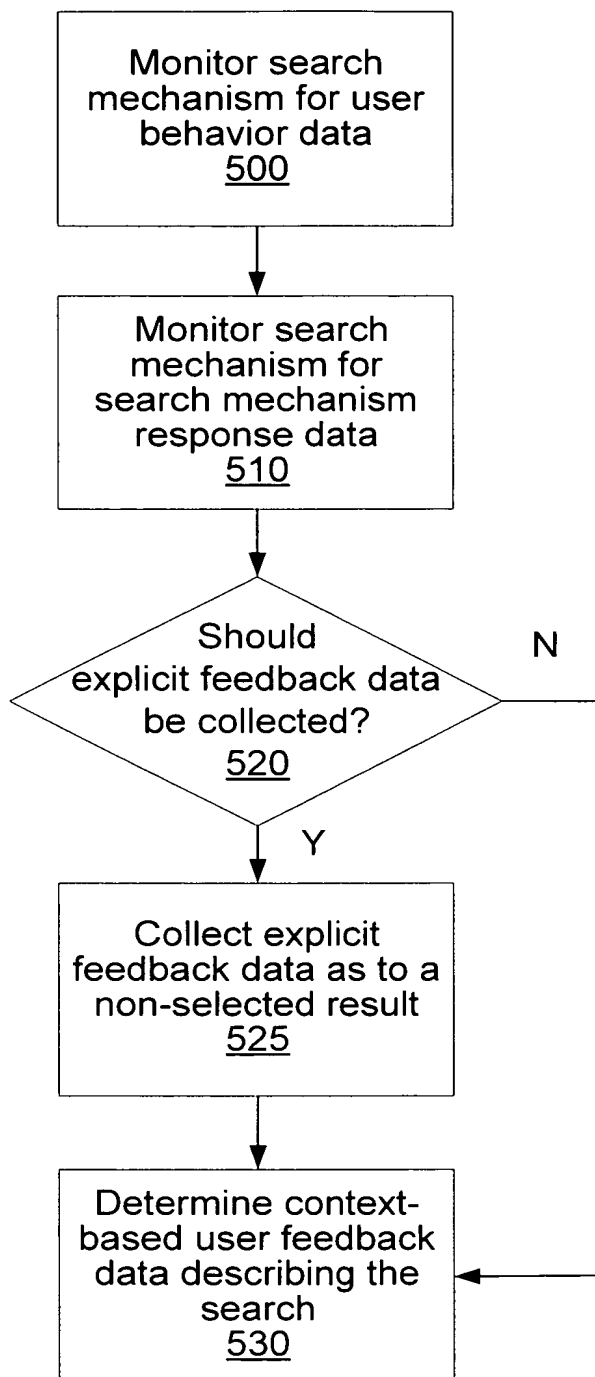 Monitor search
mechanism for user
behavior data
500
Monitor search
mechanism for
search mechanism
response data
510
Should
explicit feedback data
be collected?
520
N
Y
Collect explicit
feedback data as to a
non-selected result
525
Determine context-
based user feedback
data describing the
search
530